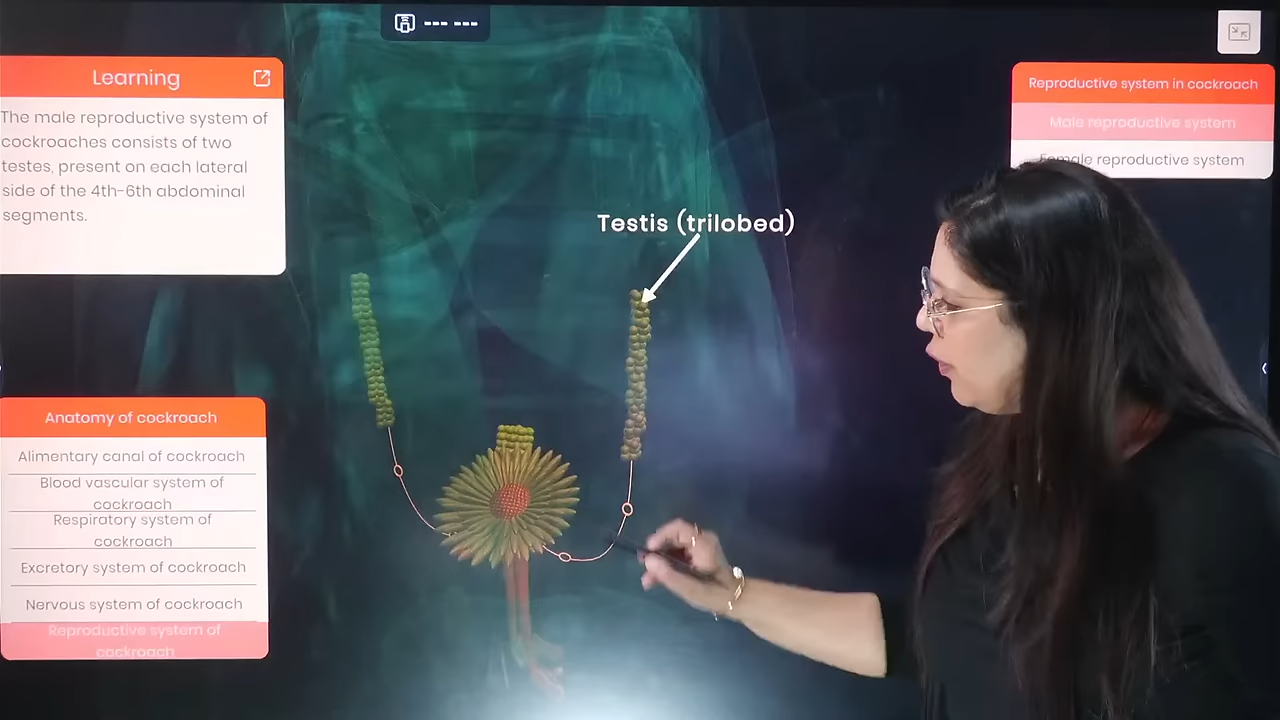 --- ---
Learning
The male reproductive system of
cockroaches consists of two
testes, present on each lateral
side of the 4th-6th abdominal
segments.
Reproductive system in cockroach
Male reproductive system
Female reproductive system
Testis (trilobed)
Anatomy of cockroach
Alimentary canal of cockroach
Blood vascular system of
cockroach
Respiratory system of
cockroach
Excretory system of cockroach
Nervous system of cockroach
Reproductive system of
cockroach